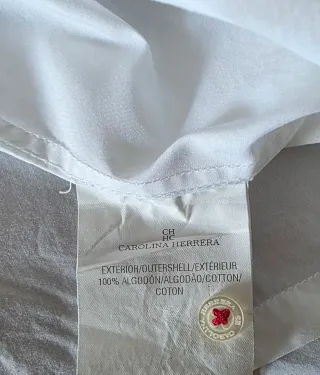 CH
HC
CAROLINA HERRERA
EXTERIOR/OUTERSHELL/EXTÉRIEUR
100% ALGODÓN/ALGODÃO/COTTON/
COTON